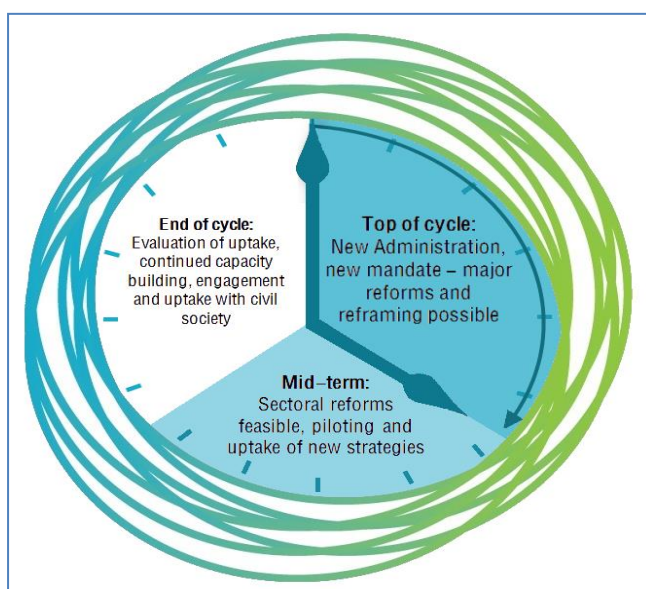 Top of cycle:
New Administration,
new mandate – major
reforms and
reframing possible
Mid–term:
Sectoral reforms
feasible, piloting and
uptake of new strategies
End of cycle:
Evaluation of uptake,
continued capacity
building, engagement
and uptake with civil
society